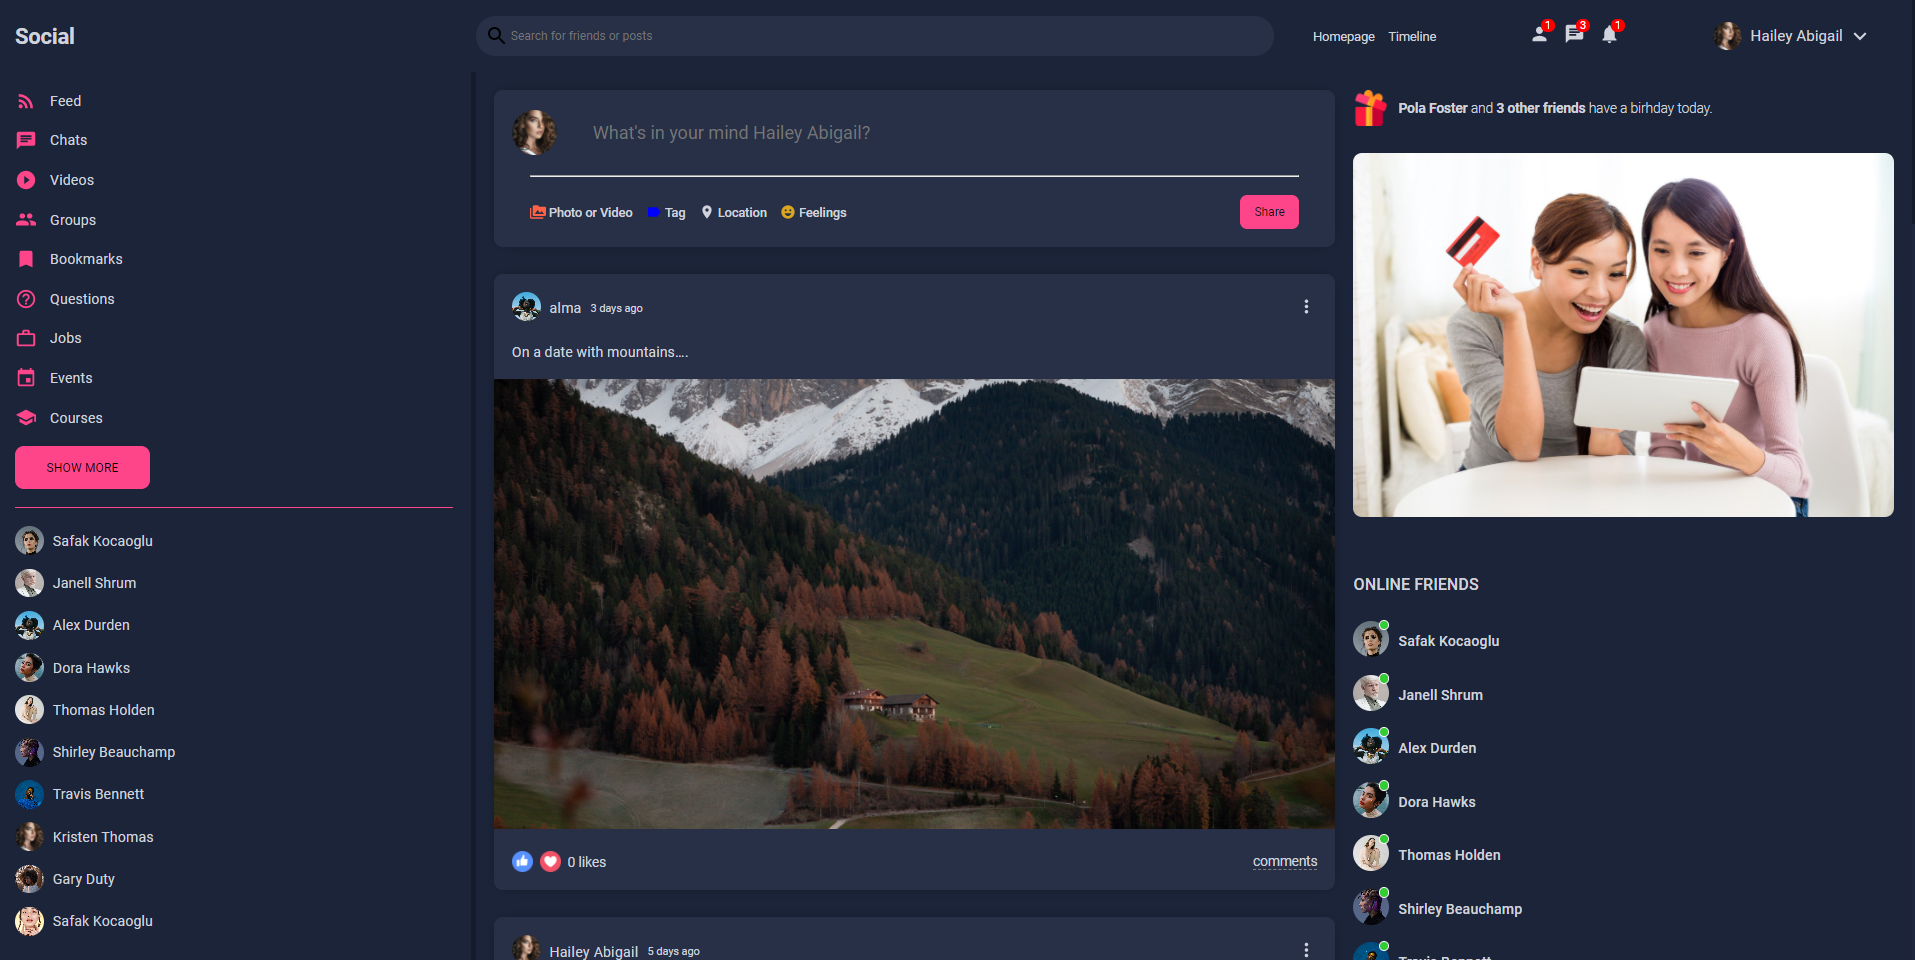 Social
Search for friends or posts
Homepage Timeline
1 3 1
Hailey Abigail
Feed
Chats
Videos
Groups
Bookmarks
Questions
Jobs
Events
Courses
SHOW MORE
Safak Kocaoglu
Janell Shrum
Alex Durden
Dora Hawks
Thomas Holden
Shirley Beauchamp
Travis Bennett
Kristen Thomas
Gary Duty
Safak Kocaoglu
What's in your mind Hailey Abigail?
Photo or Video Tag Location Feelings Share
alma 3 days ago
On a date with mountains....
0 likes comments
Hailey Abigail 5 days ago
Pola Foster and 3 other friends have a birhday today.
ONLINE FRIENDS
Safak Kocaoglu
Janell Shrum
Alex Durden
Dora Hawks
Thomas Holden
Shirley Beauchamp
Travis Bennett